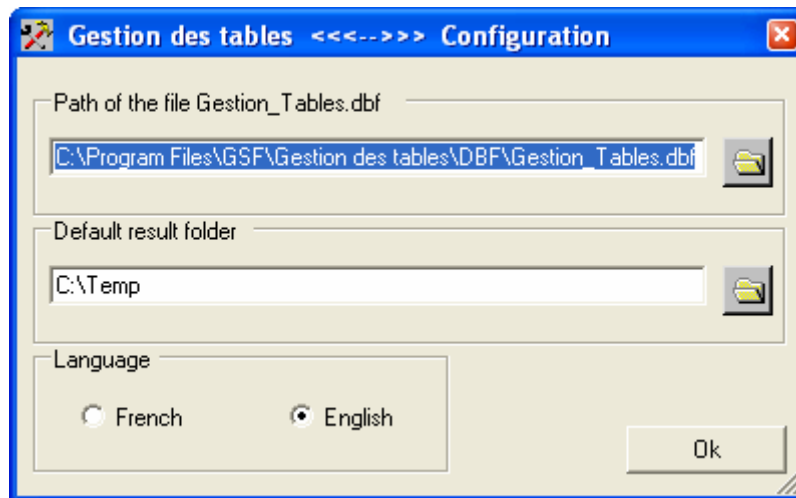 Gestion des tables <<<-->>> Configuration
Path of the file Gestion_Tables.dbf
C:\Program Files\GSF\Gestion des tables\DBF\Gestion_Tables.dbf
Default result folder
C:\Temp
Language
French English
Ok